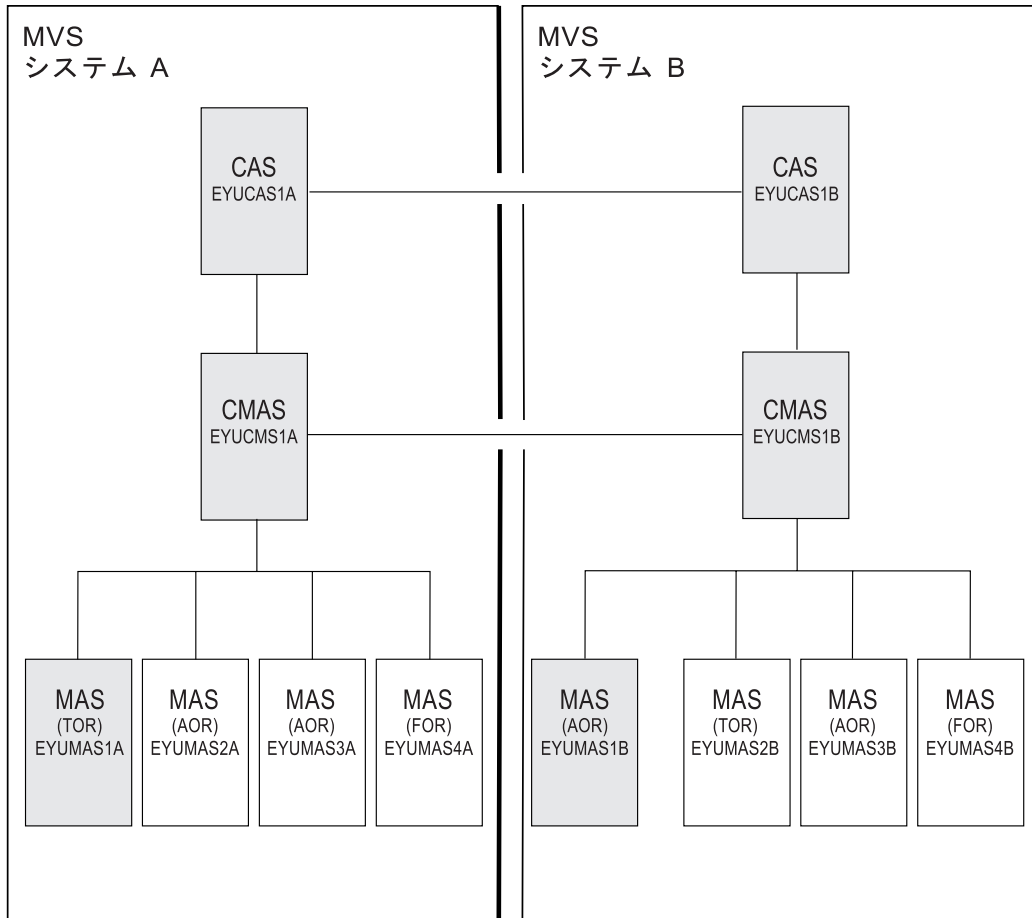 MVS
システム A
MVS
システム B
CAS
EYUCAS1A
CAS
EYUCAS1B
CMAS
EYUCMS1A
CMAS
EYUCMS1B
MAS
(TOR)
EYUMAS1A
MAS
(AOR)
EYUMAS2A
MAS
(AOR)
EYUMAS3A
MAS
(FOR)
EYUMAS4A
MAS
(AOR)
EYUMAS1B
MAS
(TOR)
EYUMAS2B
MAS
(AOR)
EYUMAS3B
MAS
(FOR)
EYUMAS4B